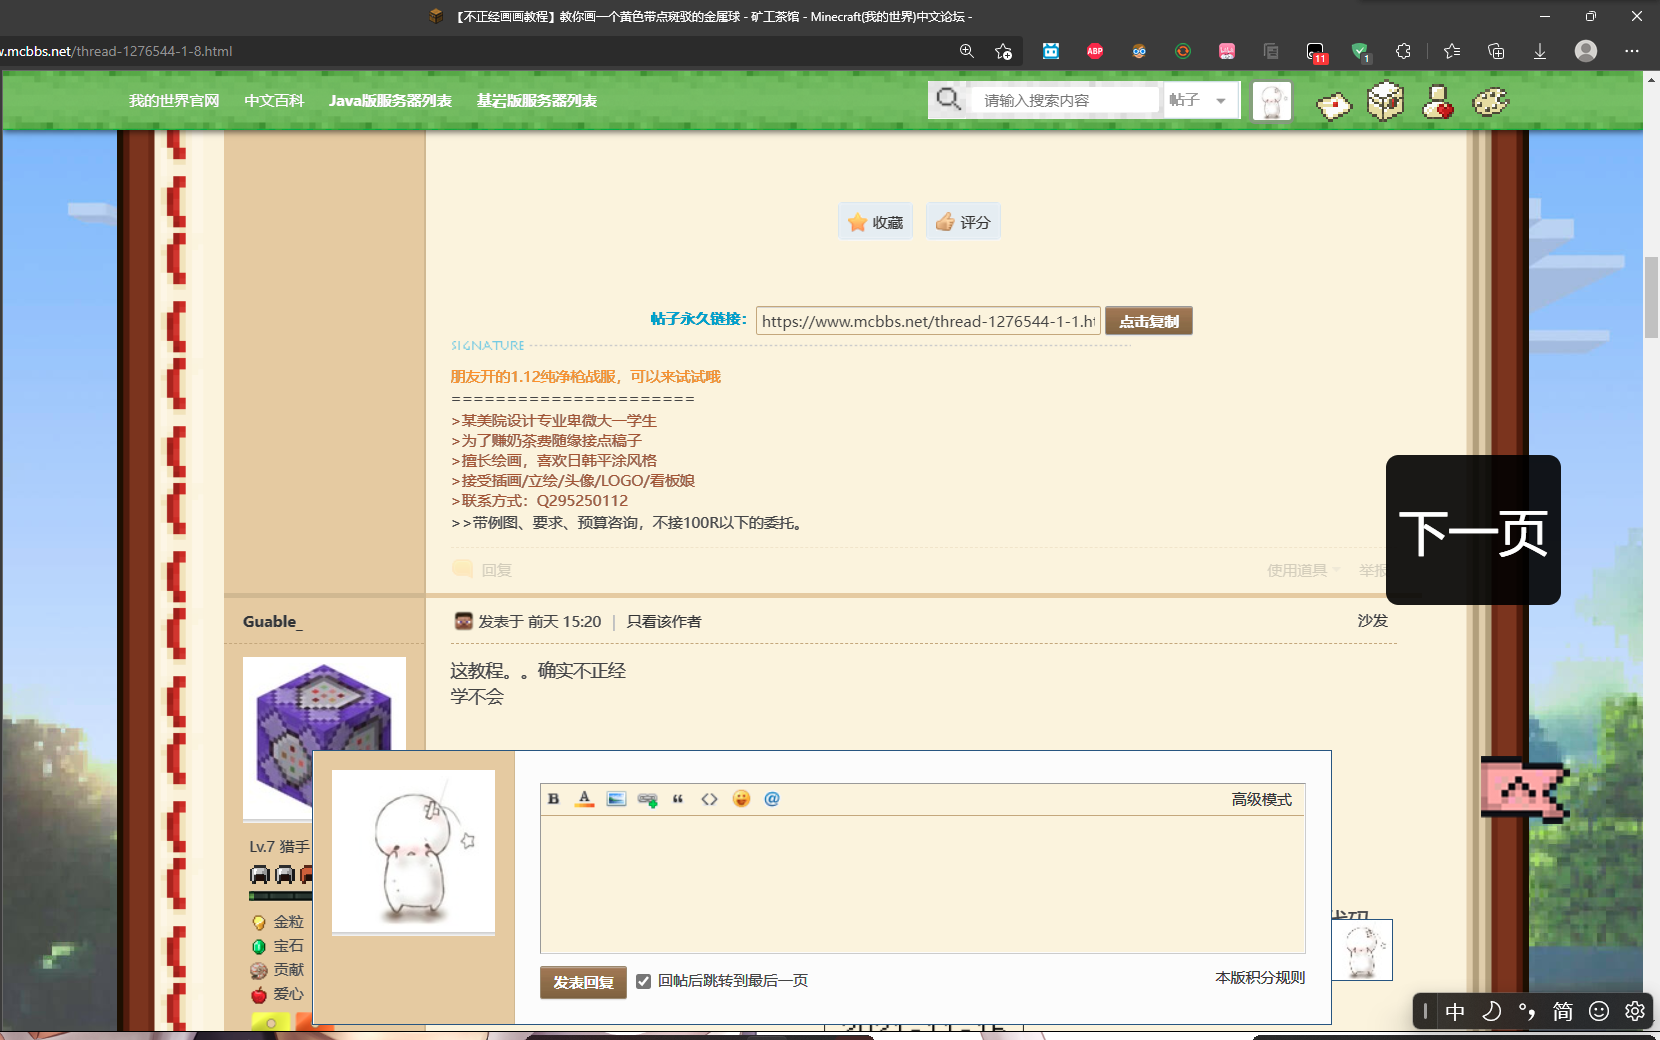 【不正经画画教程】教你画一个黄色带点斑驳的金属球 - 矿工茶馆 - Minecraft(我的世界)中文论坛 -
.mcbbs.net/thread-1276544-1-8.html
ABP
11
1
我的世界官网 中文百科 Java版服务器列表 基岩版服务器列表
请输入搜索内容 帖子
收藏 评分
帖子永久链接： https://www.mcbbs.net/thread-1276544-1-1.ht 点击复制
SIGNATURE
朋友开的1.12纯净枪战服，可以来试试哦
======================
>某美院设计专业卑微大一学生
>为了赚奶茶费随缘接点稿子
>擅长绘画，喜欢日韩平涂风格
>接受插画/立绘/头像/LOGO/看板娘
>联系方式：Q295250112
>>带例图、要求、预算咨询，不接100R以下的委托。
下一页
回复 使用道具 举报
Guable_ 发表于 前天 15:20 | 只看该作者 沙发
这教程。。确实不正经
学不会
B A “ <> @ 高级模式
Lv.7 猎手
金粒
宝石
贡献
爱心
发表回复 回帖后跳转到最后一页 本版积分规则
中 简